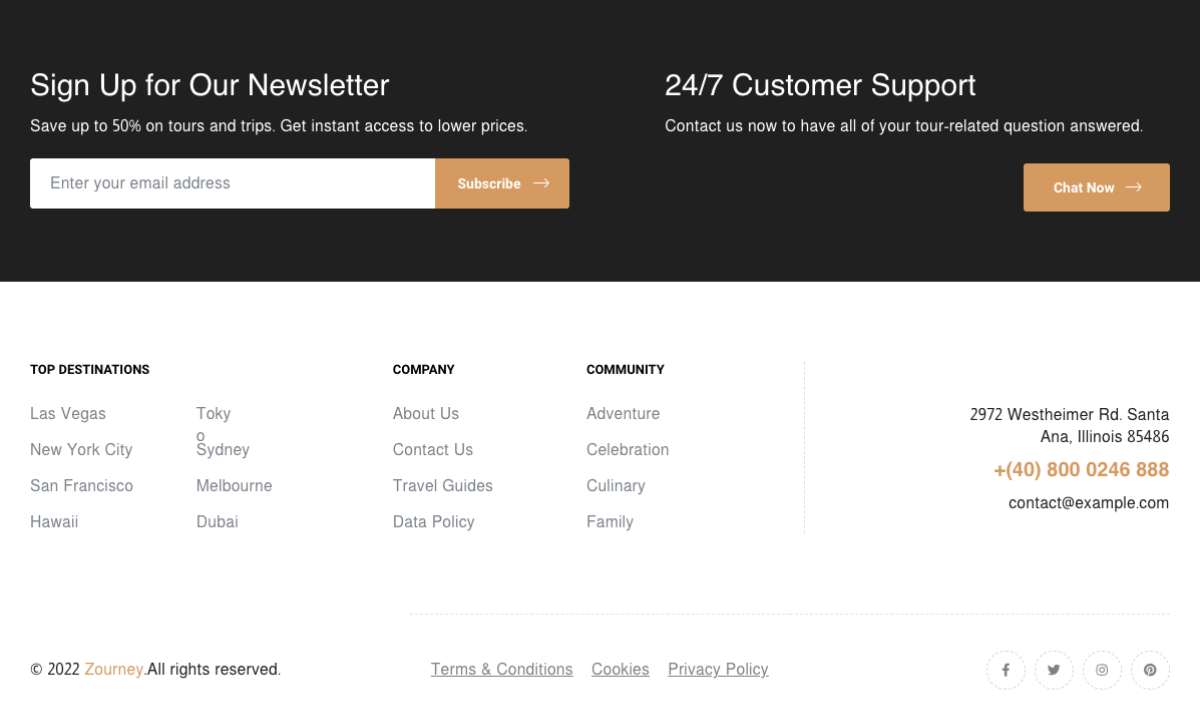 Sign Up for Our Newsletter
Save up to 50% on tours and trips. Get instant access to lower prices.
Enter your email address
Subscribe
24/7 Customer Support
Contact us now to have all of your tour-related question answered.
Chat Now
TOP DESTINATIONS
Las Vegas
New York City
San Francisco
Hawaii
Toky
o
Sydney
Melbourne
Dubai
COMPANY
About Us
Contact Us
Travel Guides
Data Policy
COMMUNITY
Adventure
Celebration
Culinary
Family
2972 Westheimer Rd. Santa
Ana, Illinois 85486
+(40) 800 0246 888
contact@example.com
© 2022 Zourney.All rights reserved.
Terms & Conditions Cookies Privacy Policy